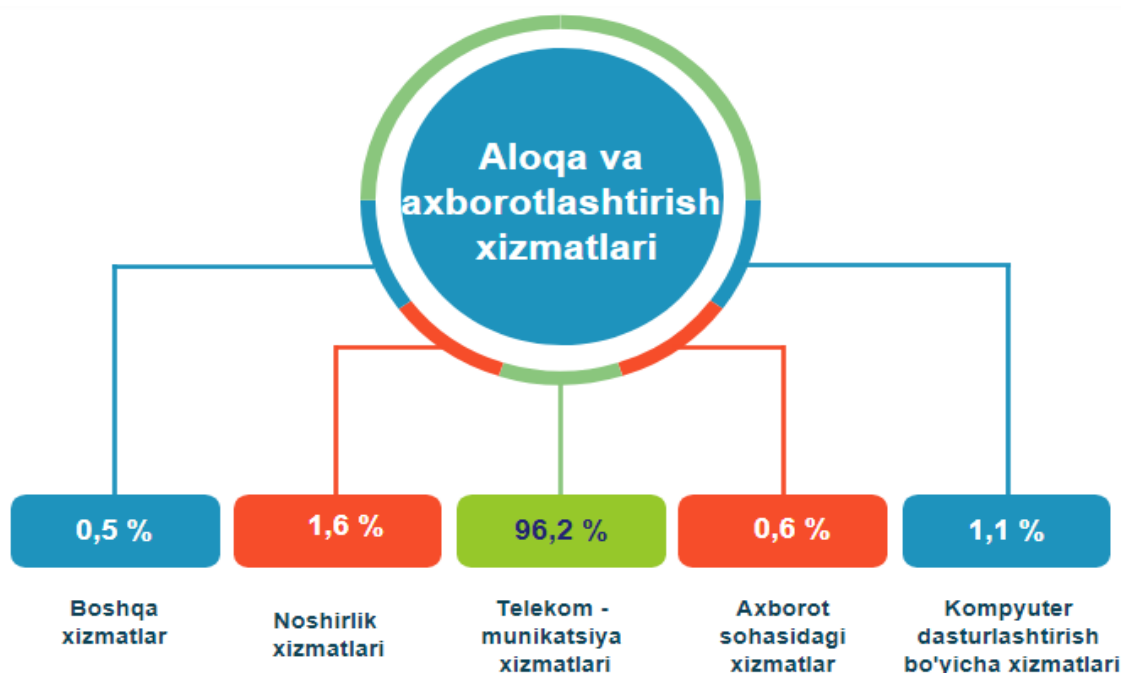 Aloqa va
axborotlashtirish
xizmatlari
0,5 %
1,6 %
96,2 %
0,6 %
1,1 %
Boshqa
xizmatlar
Noshirlik
xizmatlari
Telekom -
munikatsiya
xizmatlari
Axborot
sohasidagi
xizmatlar
Kompyuter
dasturlashtirish
bo'yicha xizmatlari